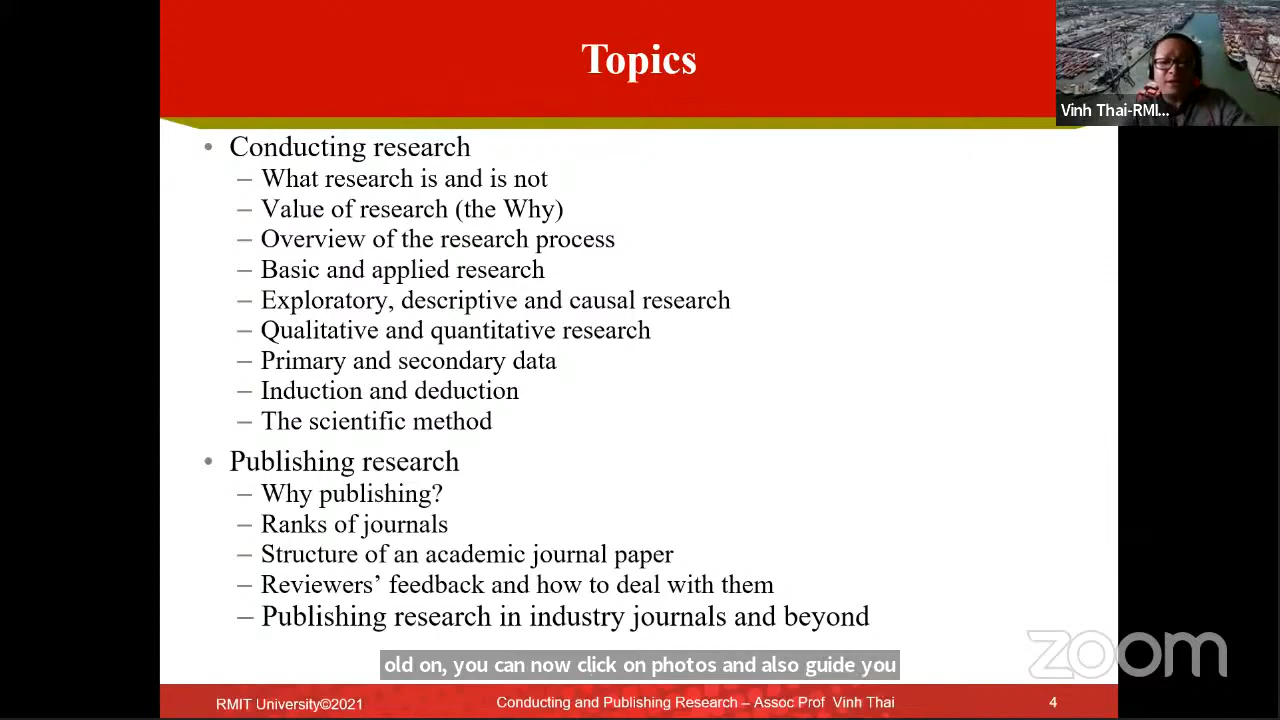 Topics
Vinh Thai-RMI...
• Conducting research
– What research is and is not
– Value of research (the Why)
– Overview of the research process
– Basic and applied research
– Exploratory, descriptive and causal research
– Qualitative and quantitative research
– Primary and secondary data
– Induction and deduction
– The scientific method
• Publishing research
– Why publishing?
– Ranks of journals
– Structure of an academic journal paper
– Reviewers’ feedback and how to deal with them
– Publishing research in industry journals and beyond
old on, you can now click on photos and also guide you
zoom
RMIT University©2021
Conducting and Publishing Research – Assoc Prof Vinh Thai
4